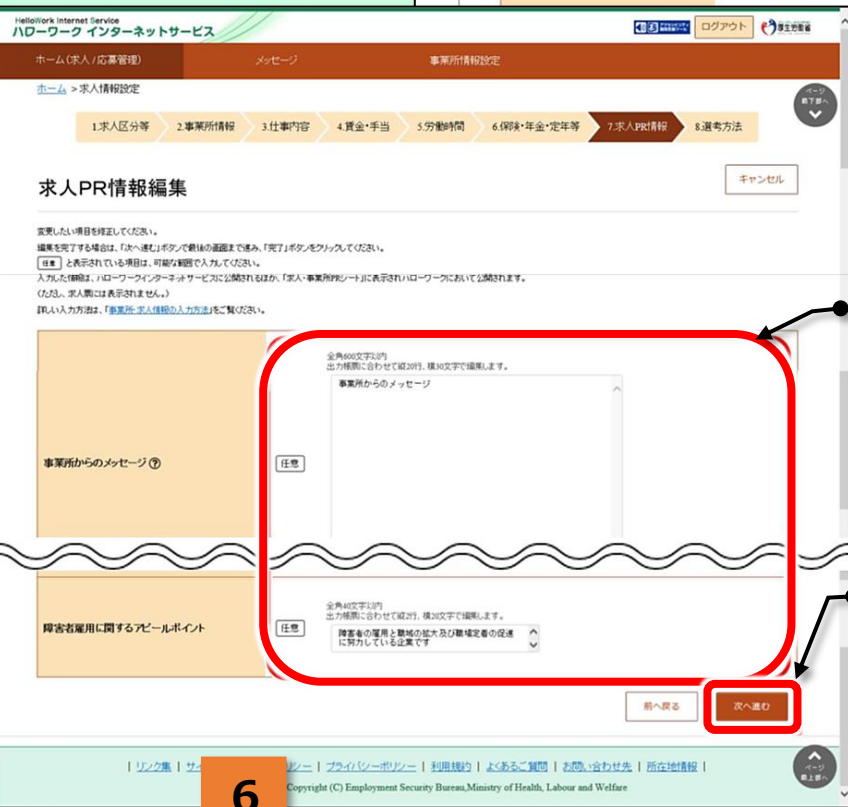 HelloWork Internet Service
ハローワーク インターネットサービス
ログアウト
厚生労働省
ホーム(求人/応募管理)
メッセージ
事業所情報設定
ホーム > 求人情報設定
ページ
最下部へ
1.求人区分等
2.事業所情報
3.仕事内容
4.賃金・手当
5.労働時間
6.保険・年金・定年等
7.求人PR情報
8.選考方法
求人PR情報編集
キャンセル
変更したい項目を修正してください。
編集を完了する場合は、「次へ進む」ボタンで最後の画面まで進み、「完了」ボタンをクリックしてください。
任意 と表示されている項目は、可能な範囲で入力してください。
入力した情報は、ハローワークインターネットサービスに公開されるほか、「求人・事業所PRシート」に表示されハローワークにおいて公開されます。
(ただし、求人票には表示されません。)
詳しい入力方法は、「事業所・求人情報の入力方法」をご覧ください。
全角600文字以内
出力帳票に合わせて縦20行、横30文字で編集します。
事業所からのメッセージ
事業所からのメッセージ ?
任意
全角40文字以内
出力帳票に合わせて縦2行、横20文字で編集します。
障害者雇用に関するアピールポイント
任意
障害者の雇用と職域の拡大及び職場定着の促進
に努力している企業です
前へ戻る
次へ進む
| リンク集 | サ
シー | プライバシーポリシー | 利用規約 | よくあるご質問 | お問い合わせ先 | 所在地情報 |
ページ
最上部へ
Copyright (C) Employment Security Bureau,Ministry of Health, Labour and Welfare
6